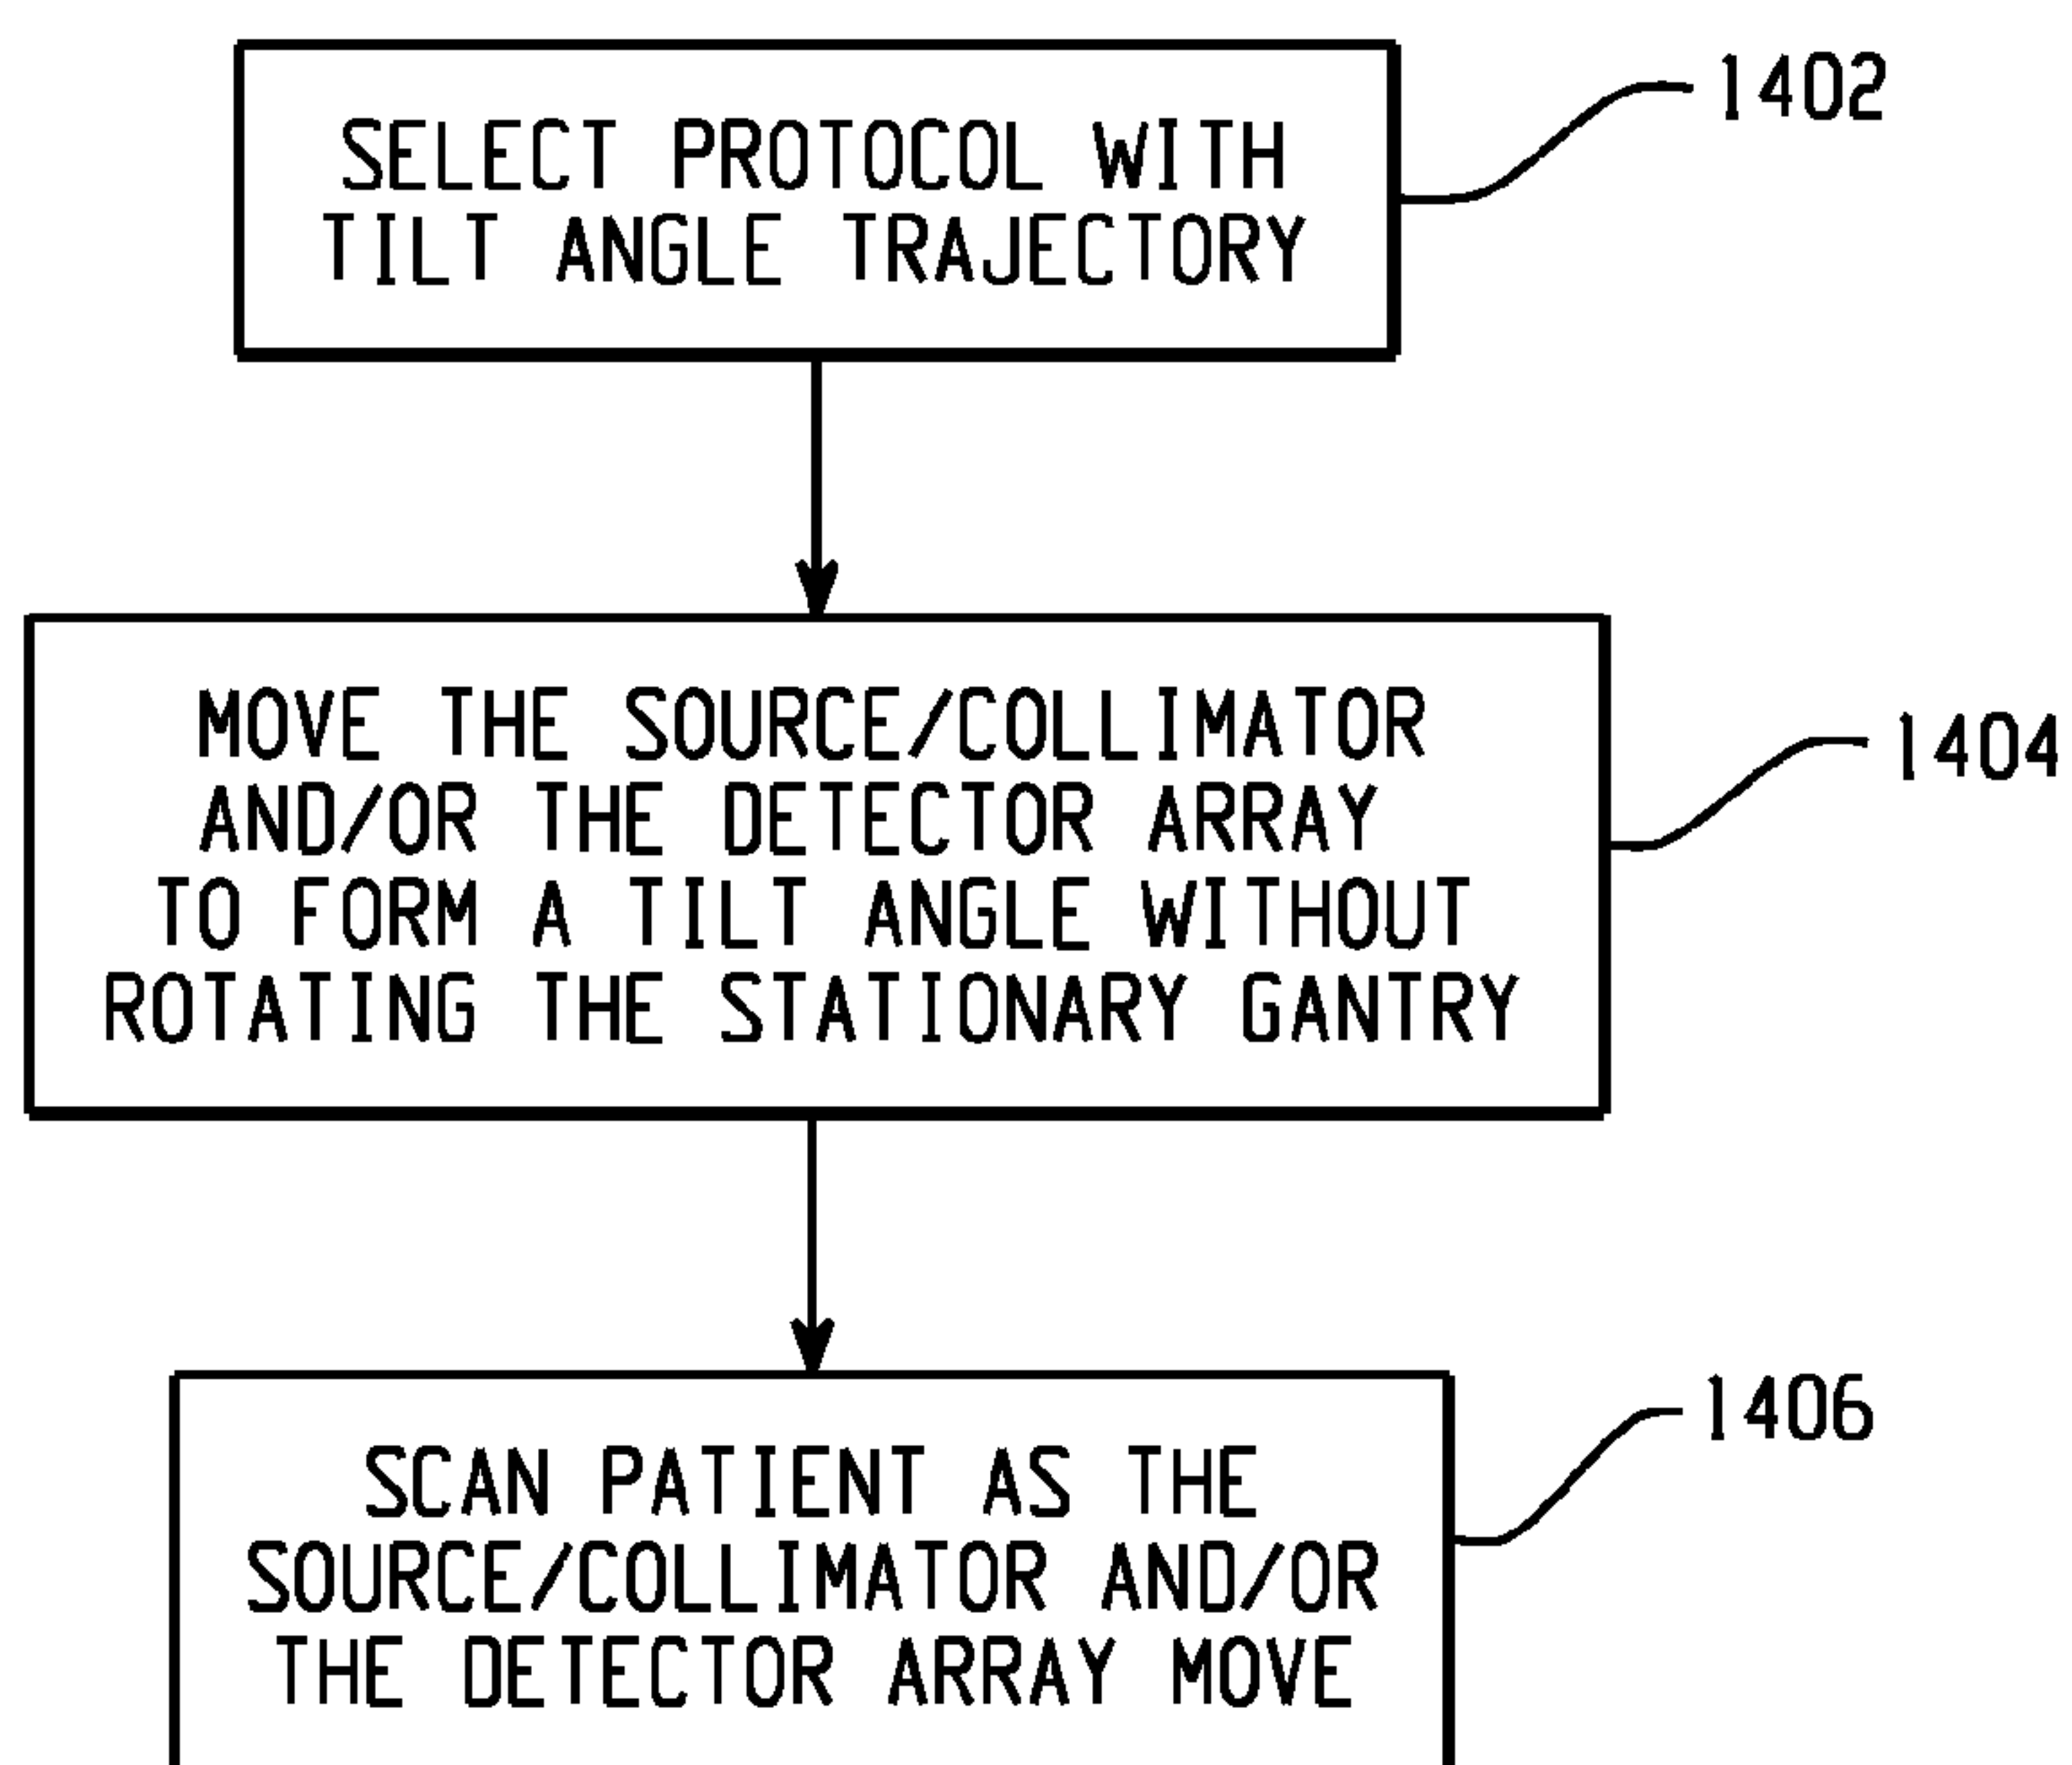 SELECT PROTOCOL WITH
TILT ANGLE TRAJECTORY
1402
MOVE THE SOURCE/COLLIMATOR
AND/OR THE DETECTOR ARRAY
TO FORM A TILT ANGLE WITHOUT
ROTATING THE STATIONARY GANTRY
1404
SCAN PATIENT AS THE
SOURCE/COLLIMATOR AND/OR
THE DETECTOR ARRAY MOVE
1406